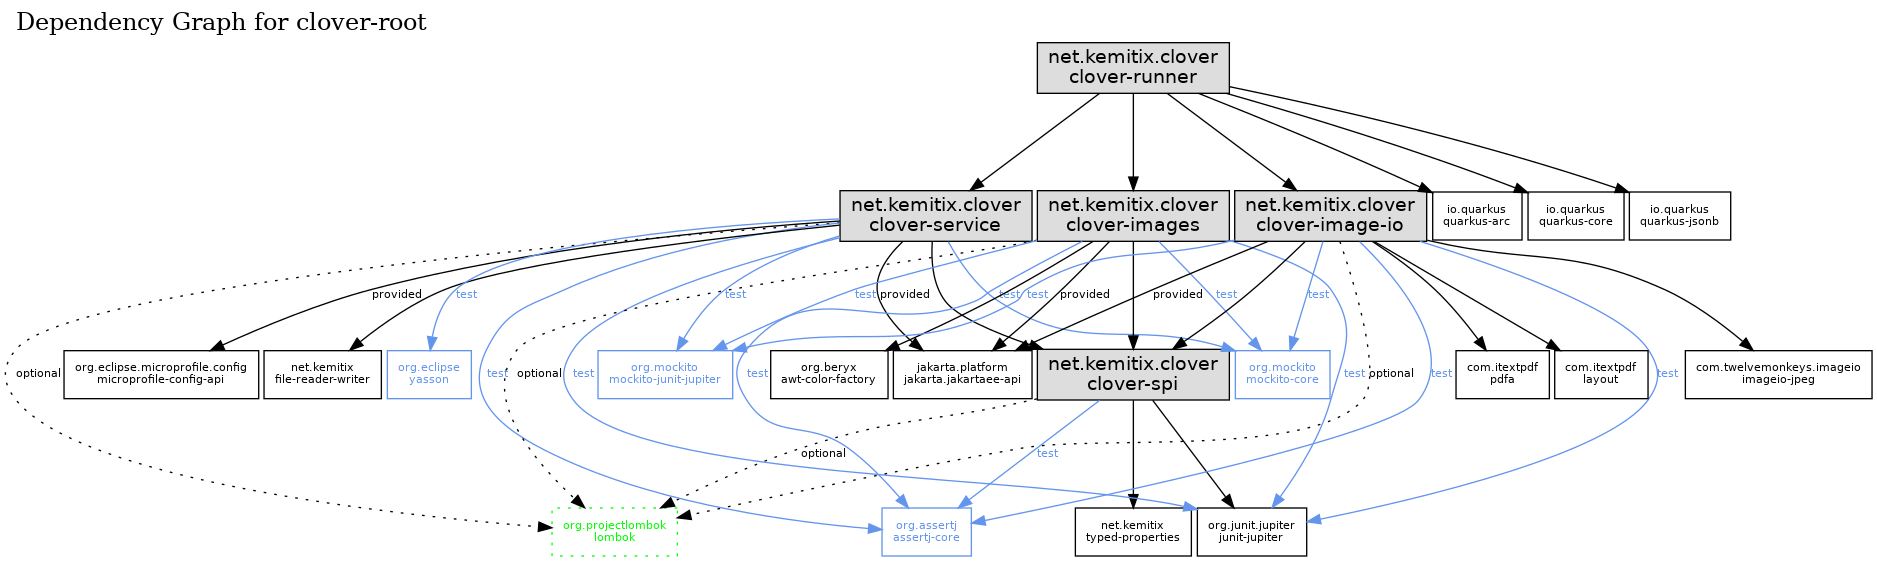 Dependency Graph for clover-root
net.kemitix.clover
clover-runner
net.kemitix.clover
clover-service
net.kemitix.clover
clover-images
net.kemitix.clover
clover-image-io
io.quarkus
quarkus-arc
io.quarkus
quarkus-core
io.quarkus
quarkus-jsonb
provided
test
test
test
provided
test
test
provided
test
provided
test
optional
org.eclipse.microprofile.config
microprofile-config-api
net.kemitix
file-reader-writer
org.eclipse
yasson
test
optional
test
org.mockito
mockito-junit-jupiter
test
org.beryx
awt-color-factory
jakarta.platform
jakarta.jakartaee-api
net.kemitix.clover
clover-spi
org.mockito
mockito-core
test
optional
test
com.itextpdf
pdfa
com.itextpdf
layout
test
com.twelvemonkeys.imageio
imageio-jpeg
optional
test
org.projectlombok
lombok
org.assertj
assertj-core
net.kemitix
typed-properties
org.junit.jupiter
junit-jupiter